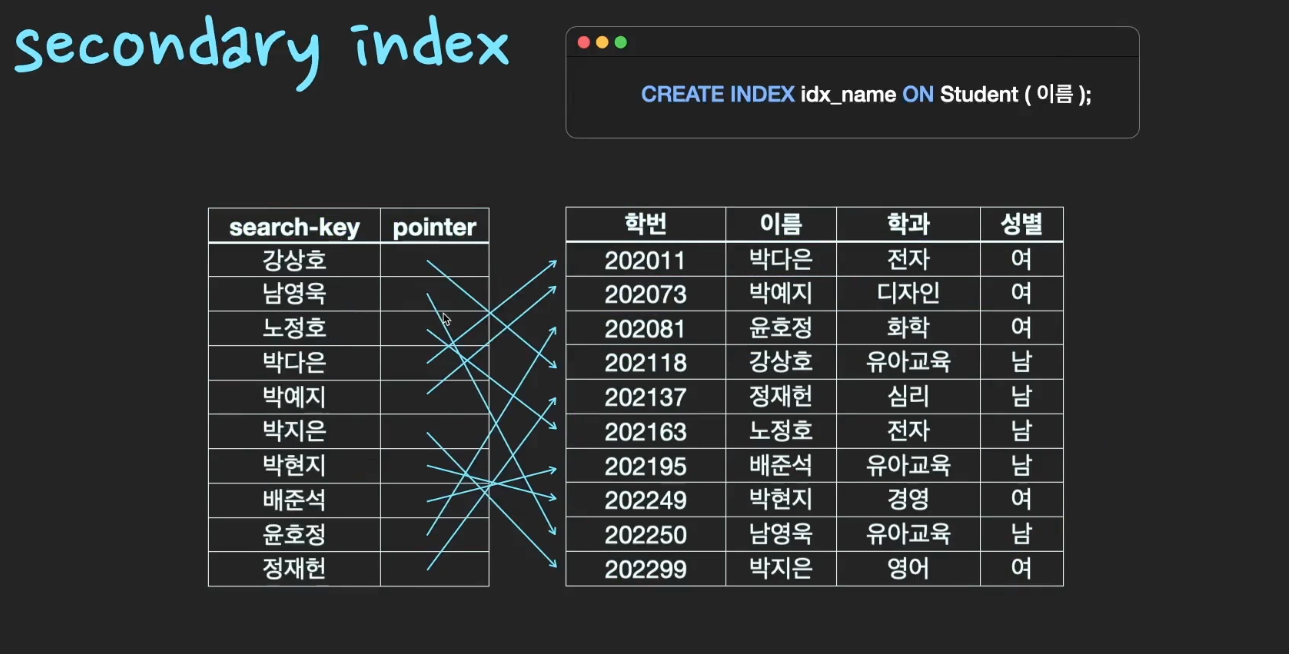 secondary index
CREATE INDEX idx_name ON Student ( 이름 );
search-key pointer
강상호
남영욱
노정호
박다은
박예지
박지은
박현지
배준석
윤호정
정재헌
학번 이름 학과 성별
202011 박다은 전자 여
202073 박예지 디자인 여
202081 윤호정 화학 여
202118 강상호 유아교육 남
202137 정재헌 심리 남
202163 노정호 전자 남
202195 배준석 유아교육 남
202249 박현지 경영 여
202250 남영욱 유아교육 남
202299 박지은 영어 여